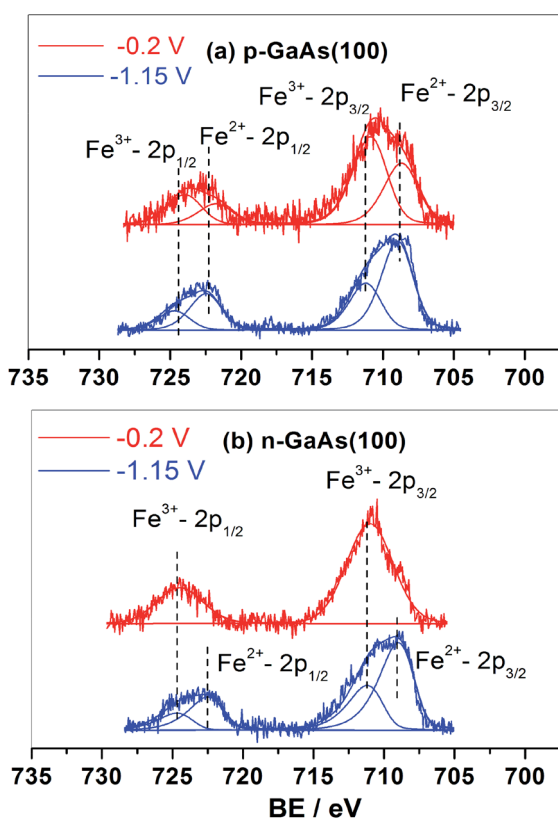 -0.2 V
-1.15 V
(a) p-GaAs(100)
Fe³⁺- 2p₃/₂
Fe²⁺- 2p₃/₂
Fe³⁺- 2p₁/₂
Fe²⁺- 2p₁/₂
735 730 725 720 715 710 705 700
-0.2 V
-1.15 V
(b) n-GaAs(100)
Fe³⁺- 2p₃/₂
Fe³⁺- 2p₁/₂
Fe²⁺- 2p₁/₂
Fe²⁺- 2p₃/₂
735 730 725 720 715 710 705 700
BE / eV